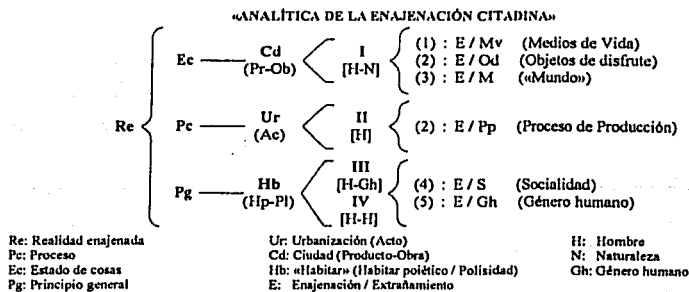 «ANALÍTICA DE LA ENAJENACIÓN CITADINA»
Re
Ec
Cd
(Pr-Ob)
I
[H-N]
(1) : E / Mv (Medios de Vida)
(2) : E / Od (Objetos de disfrute)
(3) : E / M («Mundo»)
Pc
Ur
(Ac)
II
[H]
(2) : E / Pp (Proceso de Producción)
Pg
Hb
(Hp-Pl)
III
[H-Gh]
IV
[H-H]
(4) : E / S (Socialidad)
(5) : E / Gh (Género humano)
Re: Realidad enajenada
Pc: Proceso
Ec: Estado de cosas
Pg: Principio general
Ur: Urbanización (Acto)
Cd: Ciudad (Producto-Obra)
Hb: «Habitar» (Habitar poiético / Polisidad)
E: Enajenación / Extrañamiento
H: Hombre
N: Naturaleza
Gh: Género humano